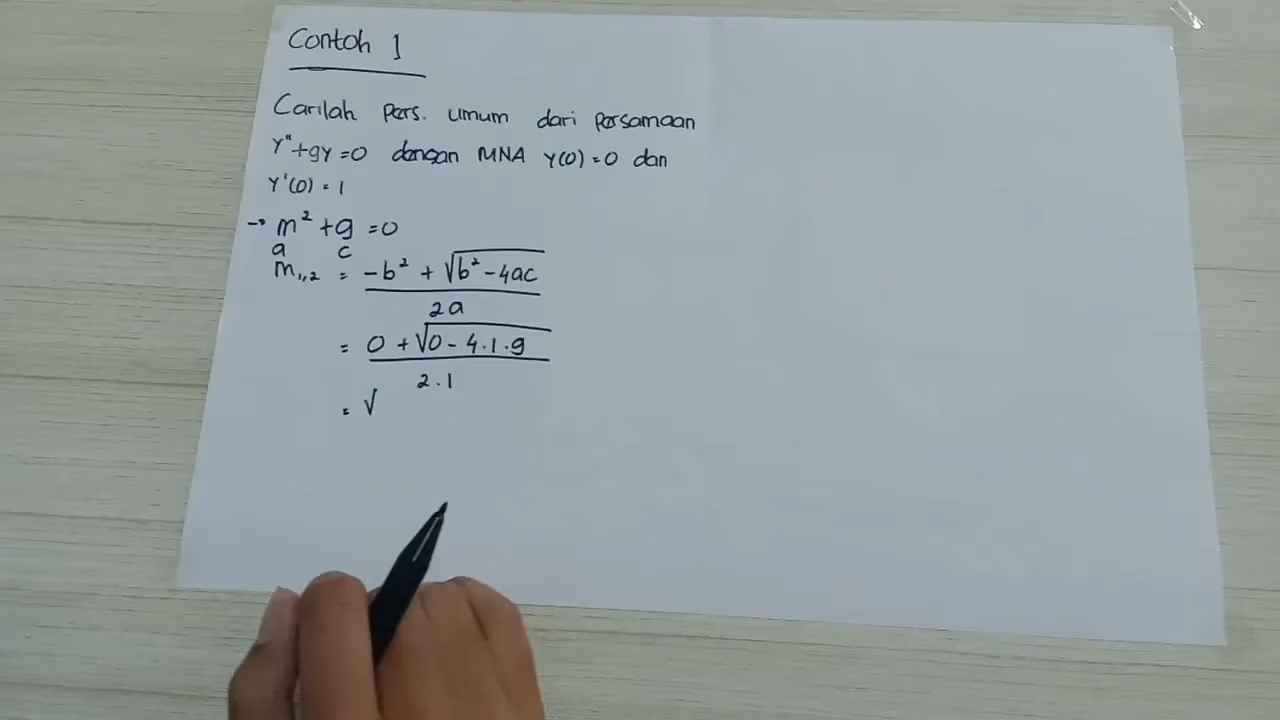 Contoh 1
Carilah Pers. umum dari persamaan
y"+9y=0 dengan MNA y(0)=0 dan
y'(0)=1
→ m²+9=0
a c
m₁,₂ = -b² + √b²-4ac
2a
= 0 + √0 - 4.1.9
2.1
= √